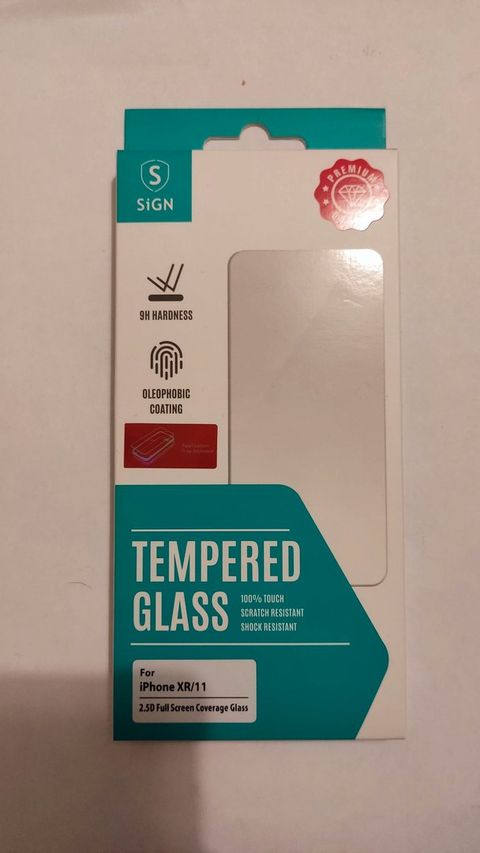 S
SiGN
PREMIUM
9H HARDNESS
OLEOPHOBIC
COATING
TEMPERED
GLASS
100% TOUCH
SCRATCH RESISTANT
SHOCK RESISTANT
For
iPhone XR/11
2.5D Full Screen Coverage Glass